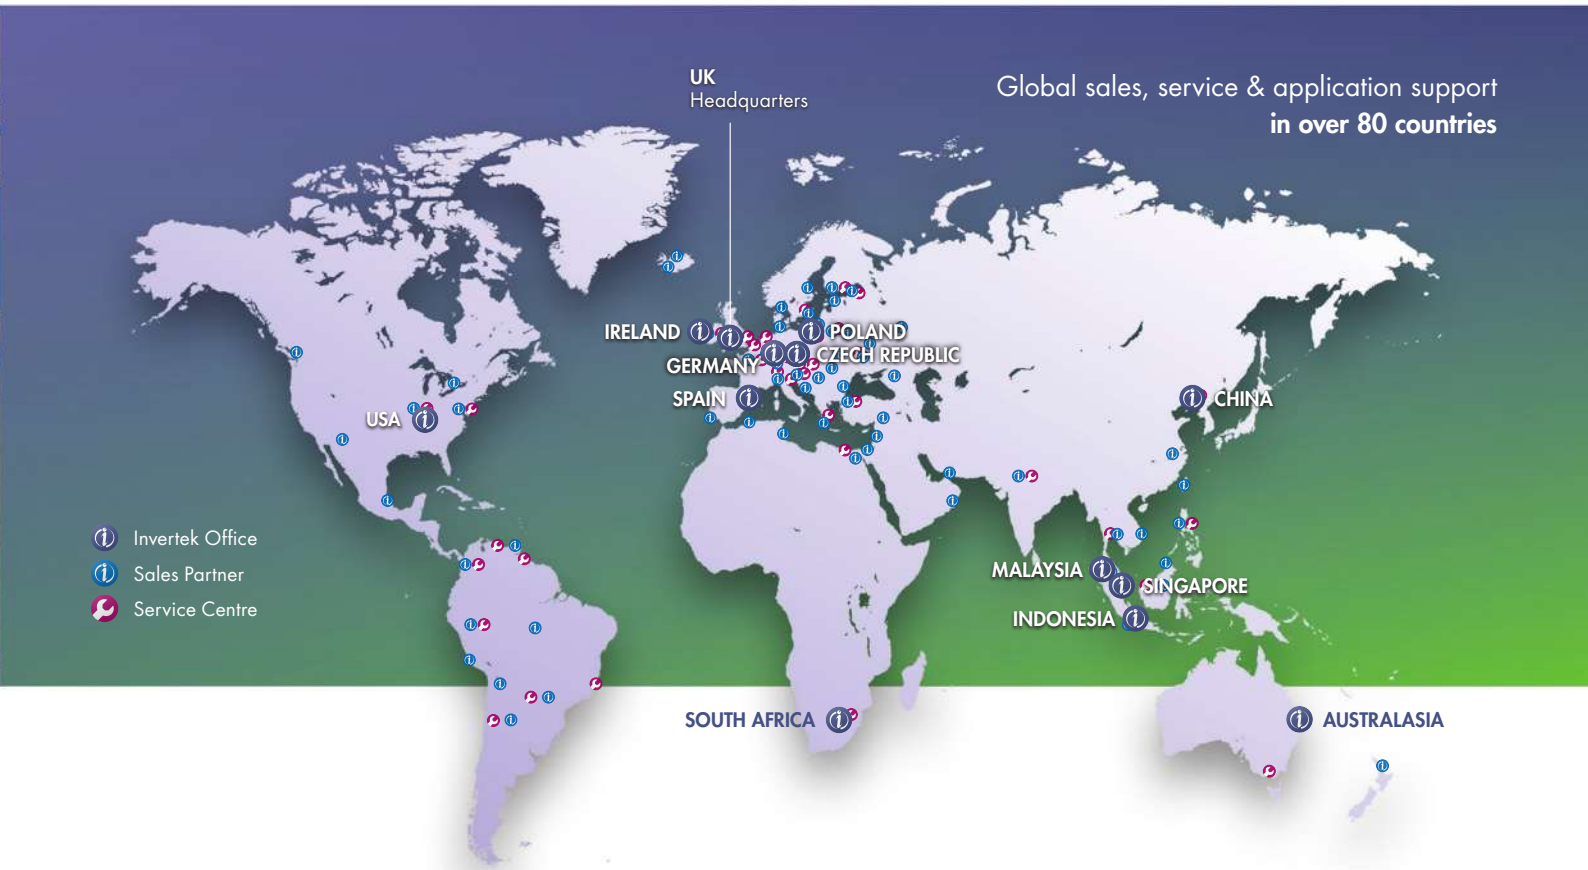 UK
Headquarters
Global sales, service & application support
in over 80 countries
IRELAND
POLAND
GERMANY
CZECH REPUBLIC
SPAIN
CHINA
USA
Invertek Office
Sales Partner
Service Centre
MALAYSIA
SINGAPORE
INDONESIA
SOUTH AFRICA
AUSTRALASIA